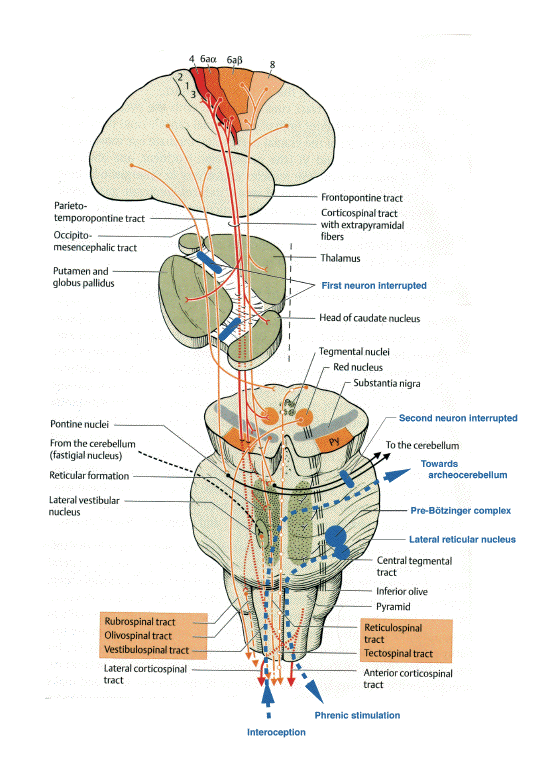 4 6aα 6aβ 8
2
1
3
Frontopontine tract
Parieto-
temporopontine tract
Corticospinal tract
with extrapyramidal
fibers
Occipito-
mesencephalic tract
Thalamus
Putamen and
globus pallidus
First neuron interrupted
Head of caudate nucleus
Tegmental nuclei
Red nucleus
Substantia nigra
Pontine nuclei
Second neuron interrupted
Py
From the cerebellum
(fastigial nucleus)
To the cerebellum
Towards
archeocerebellum
Reticular formation
Lateral vestibular
nucleus
Pre-Bötzinger complex
Lateral reticular nucleus
Central tegmental
tract
Inferior olive
Pyramid
Rubrospinal tract
Olivospinal tract
Vestibulospinal tract
Reticulospinal
tract
Tectospinal tract
Lateral corticospinal
tract
Anterior corticospinal
tract
Phrenic stimulation
Interoception